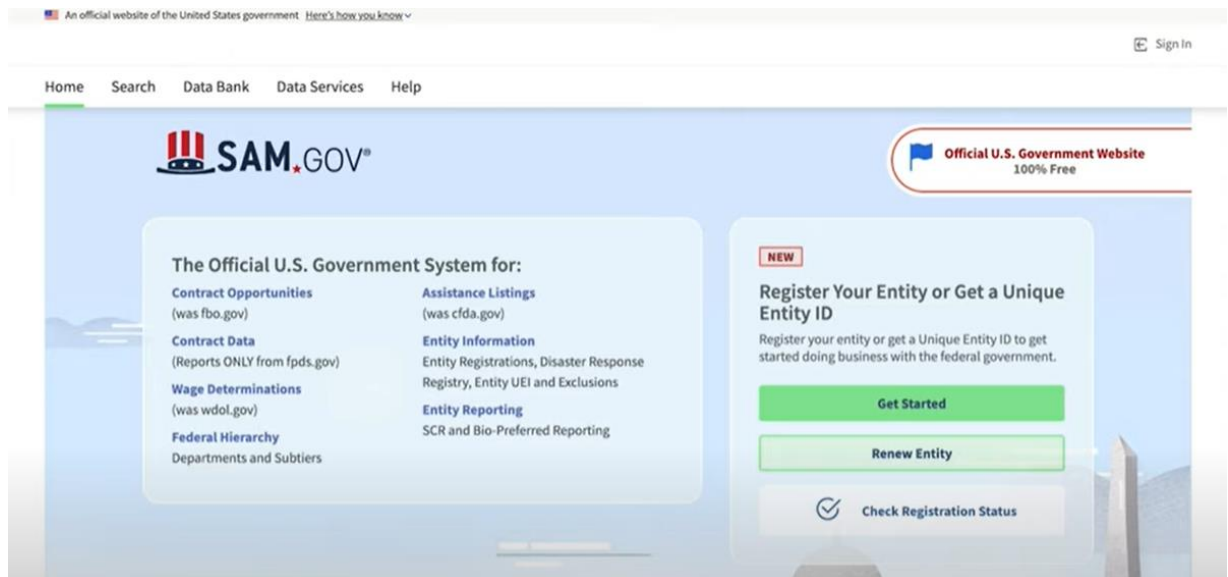 An official website of the United States government Here's how you know
Sign In
Home Search Data Bank Data Services Help
SAM.GOV®
Official U.S. Government Website
100% Free
The Official U.S. Government System for:
Contract Opportunities
(was fbo.gov)
Contract Data
(Reports ONLY from fpds.gov)
Wage Determinations
(was wdol.gov)
Federal Hierarchy
Departments and Subtiers
Assistance Listings
(was cfda.gov)
Entity Information
Entity Registrations, Disaster Response
Registry, Entity UEI and Exclusions
Entity Reporting
SCR and Bio-Preferred Reporting
NEW
Register Your Entity or Get a Unique
Entity ID
Register your entity or get a Unique Entity ID to get
started doing business with the federal government.
Get Started
Renew Entity
Check Registration Status